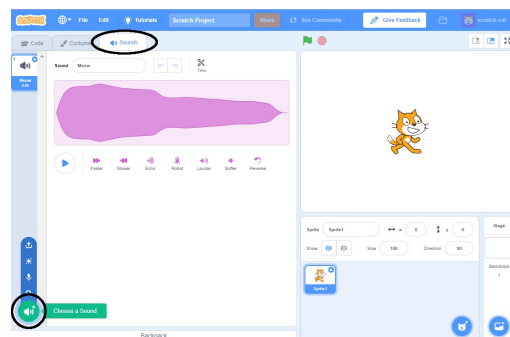 SCRATCH File Edit Tutorials Scratch Project Share See Community Give Feedback scratch-cat
Code Costumes Sounds
1
Sound Meow
Trim
Meow
Faster Slower Echo Robot Louder Softer Reverse
Sprite Sprite1 x 0 y 0
Stage
Show Size 100 Direction 90
Backdrops
1
Sprite1
Choose a Sound
Backpack